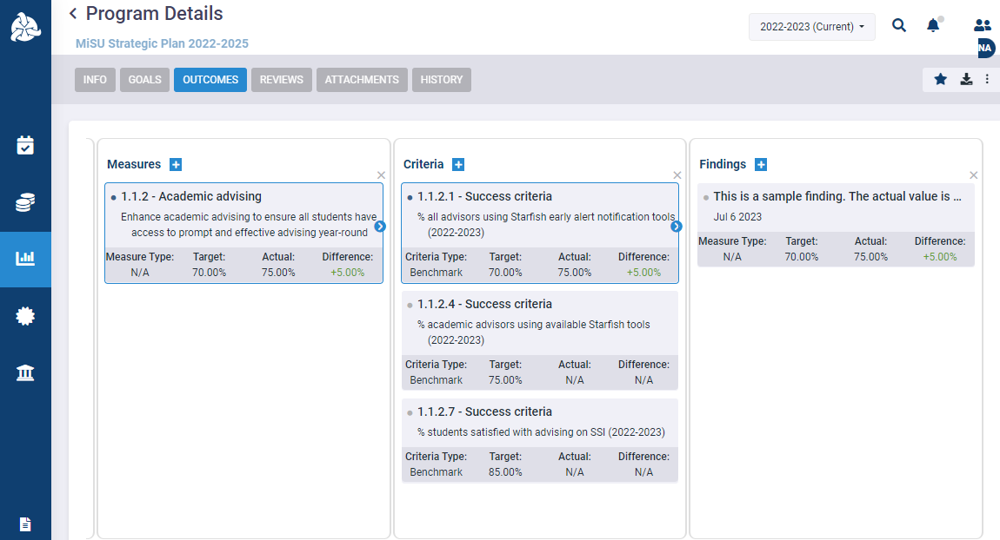 Program Details
MiSU Strategic Plan 2022-2025
2022-2023 (Current)
NA
INFO
GOALS
OUTCOMES
REVIEWS
ATTACHMENTS
HISTORY
Measures
1.1.2 - Academic advising
Enhance academic advising to ensure all students have
access to prompt and effective advising year-round
Measure Type: Target: Actual: Difference:
N/A 70.00% 75.00% +5.00%
Criteria
1.1.2.1 - Success criteria
% all advisors using Starfish early alert notification tools
(2022-2023)
Criteria Type: Target: Actual: Difference:
Benchmark 70.00% 75.00% +5.00%
1.1.2.4 - Success criteria
% academic advisors using available Starfish tools
(2022-2023)
Criteria Type: Target: Actual: Difference:
Benchmark 75.00% N/A N/A
1.1.2.7 - Success criteria
% students satisfied with advising on SSI (2022-2023)
Criteria Type: Target: Actual: Difference:
Benchmark 85.00% N/A N/A
Findings
This is a sample finding. The actual value is ...
Jul 6 2023
Measure Type: Target: Actual: Difference:
N/A 70.00% 75.00% +5.00%